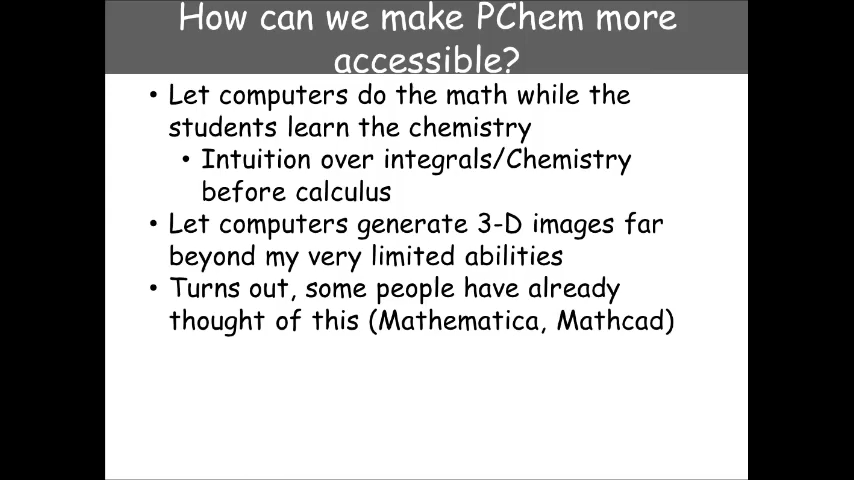 How can we make PChem more
accessible?
• Let computers do the math while the
students learn the chemistry
• Intuition over integrals/Chemistry
before calculus
• Let computers generate 3-D images far
beyond my very limited abilities
• Turns out, some people have already
thought of this (Mathematica, Mathcad)